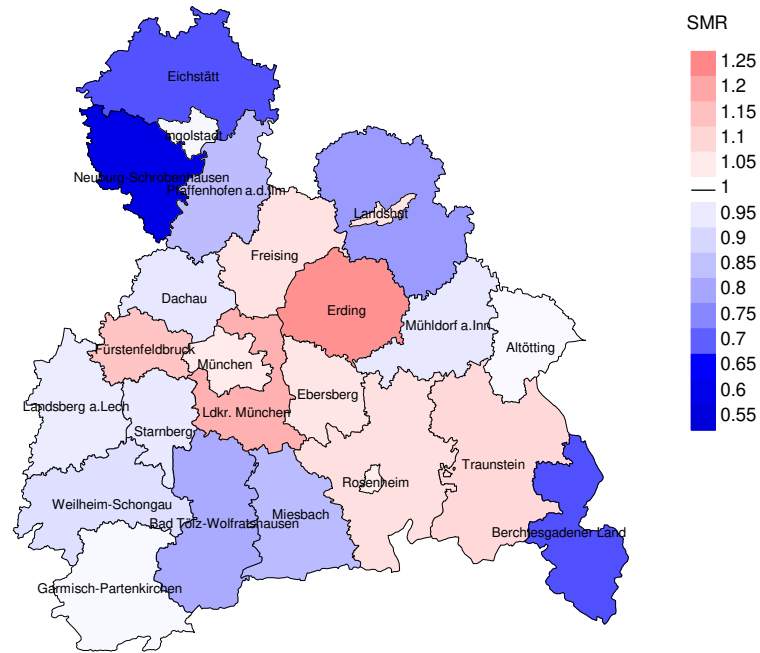 SMR
1.25
1.2
1.15
1.1
1.05
1
0.95
0.9
0.85
0.8
0.75
0.7
0.65
0.6
0.55
Eichstätt
Ingolstadt
Neuburg-Schrobenhausen
Pfaffenhofen a.d.Ilm
Landshut
Freising
Dachau
Erding
Mühldorf a.Inn
Altötting
Fürstenfeldbruck
München
Ebersberg
Landsberg a.Lech
Ldkr. München
Starnberg
Traunstein
Rosenheim
Weilheim-Schongau
Miesbach
Bad Tölz-Wolfratshausen
Berchtesgadener Land
Garmisch-Partenkirchen